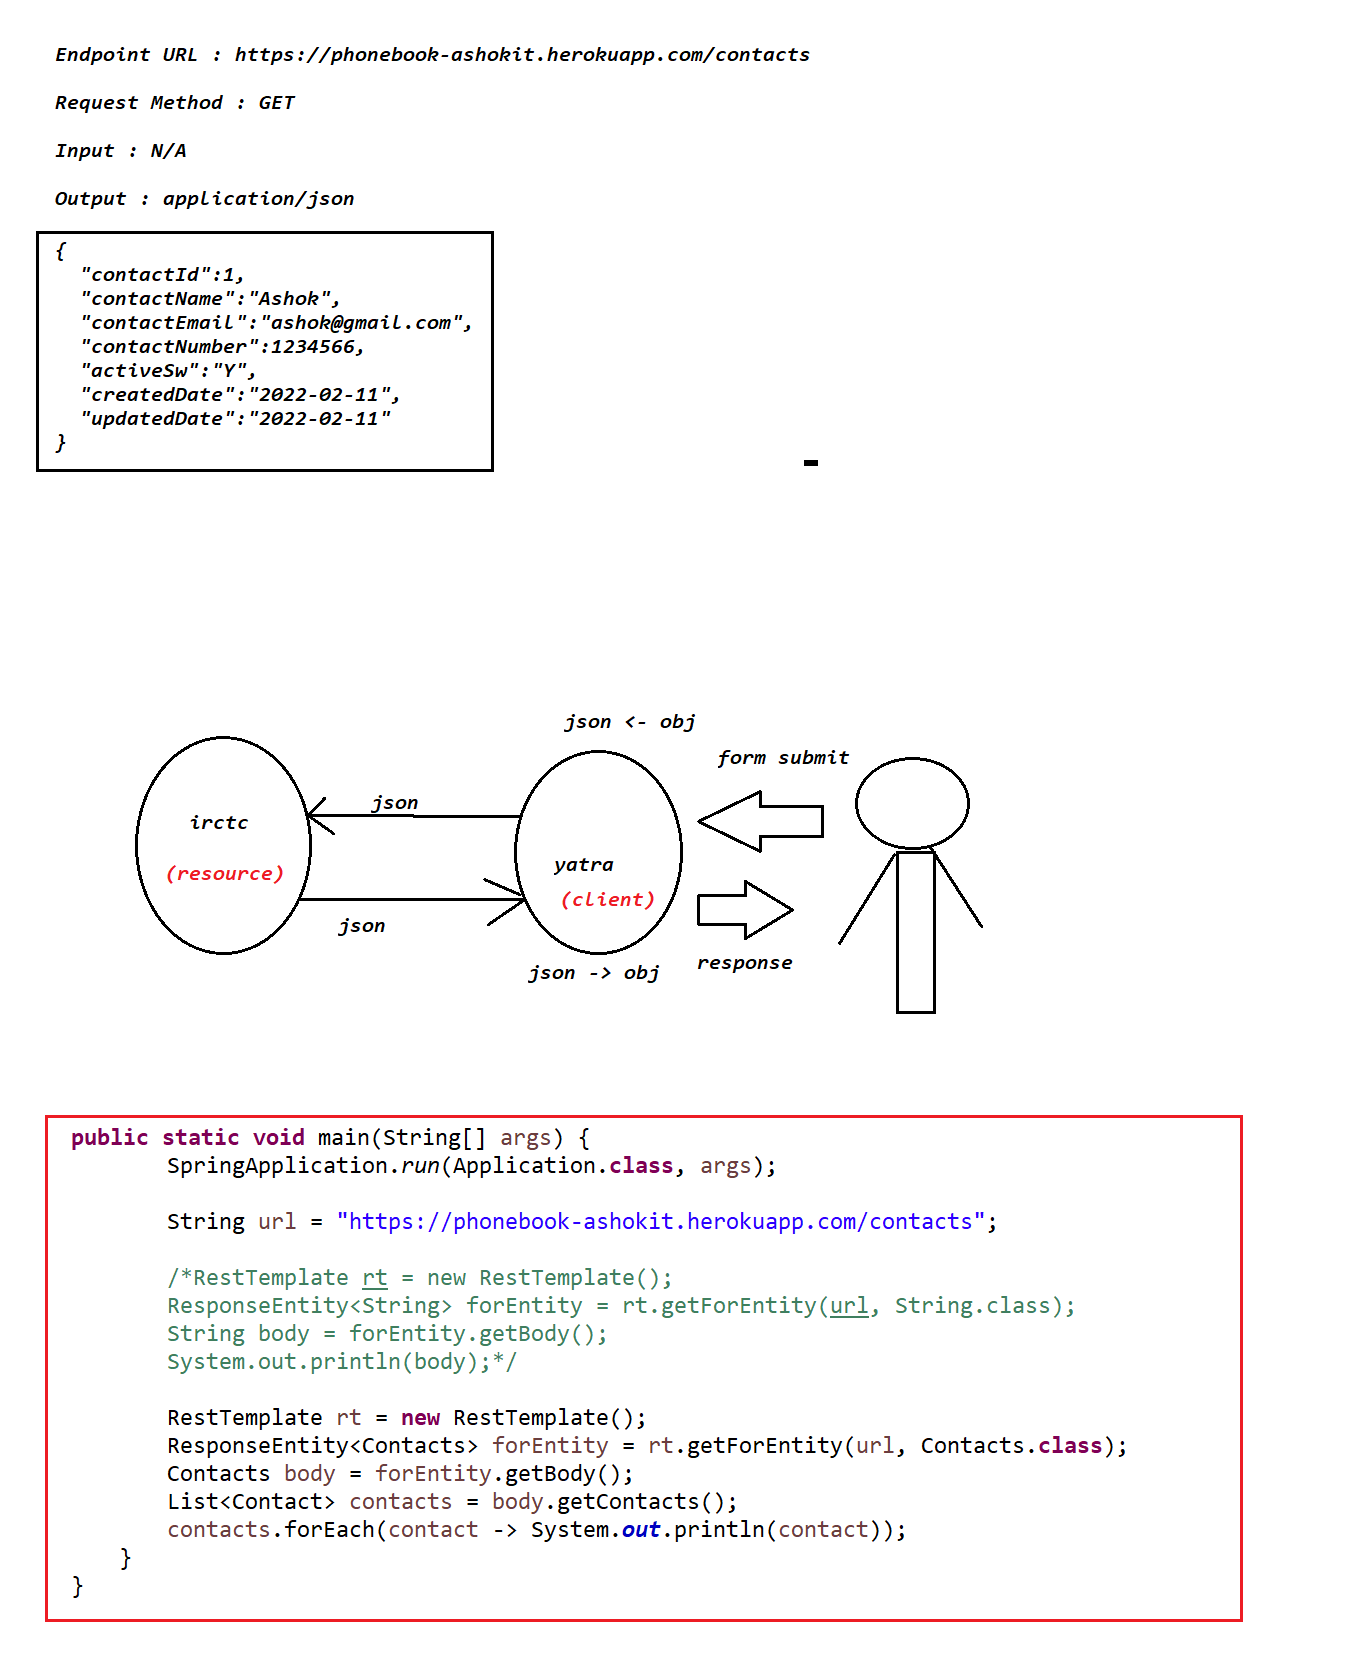 Endpoint URL : https://phonebook-ashokit.herokuapp.com/contacts
Request Method : GET
Input : N/A
Output : application/json
{
"contactId":1,
"contactName":"Ashok",
"contactEmail":"ashok@gmail.com",
"contactNumber":1234566,
"activeSw":"Y",
"createdDate":"2022-02-11",
"updatedDate":"2022-02-11"
}
json <- obj
form submit
json
irctc
(resource)
yatra
(client)
json
json -> obj
response
public static void main(String[] args) {
SpringApplication.run(Application.class, args);
String url = "https://phonebook-ashokit.herokuapp.com/contacts";
/*RestTemplate rt = new RestTemplate();
ResponseEntity<String> forEntity = rt.getForEntity(url, String.class);
String body = forEntity.getBody();
System.out.println(body);*/
RestTemplate rt = new RestTemplate();
ResponseEntity<Contacts> forEntity = rt.getForEntity(url, Contacts.class);
Contacts body = forEntity.getBody();
List<Contact> contacts = body.getContacts();
contacts.forEach(contact -> System.out.println(contact));
}
}